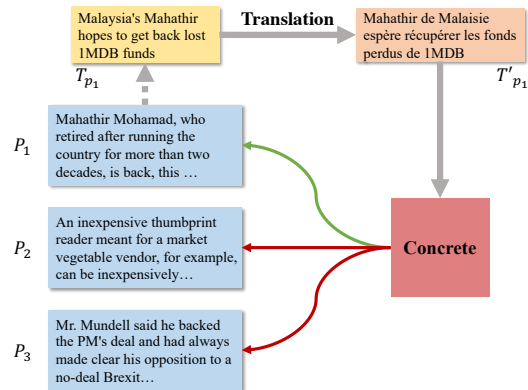 Malaysia's Mahathir
hopes to get back lost
1MDB funds
Translation
Mahathir de Malaisie
espère récupérer les fonds
perdus de 1MDB
T_{p_1}
T'_{p_1}
P_1
Mahathir Mohamad, who
retired after running the
country for more than two
decades, is back, this …
P_2
An inexpensive thumbprint
reader meant for a market
vegetable vendor, for example,
can be inexpensively…
Concrete
P_3
Mr. Mundell said he backed
the PM's deal and had always
made clear his opposition to a
no-deal Brexit…